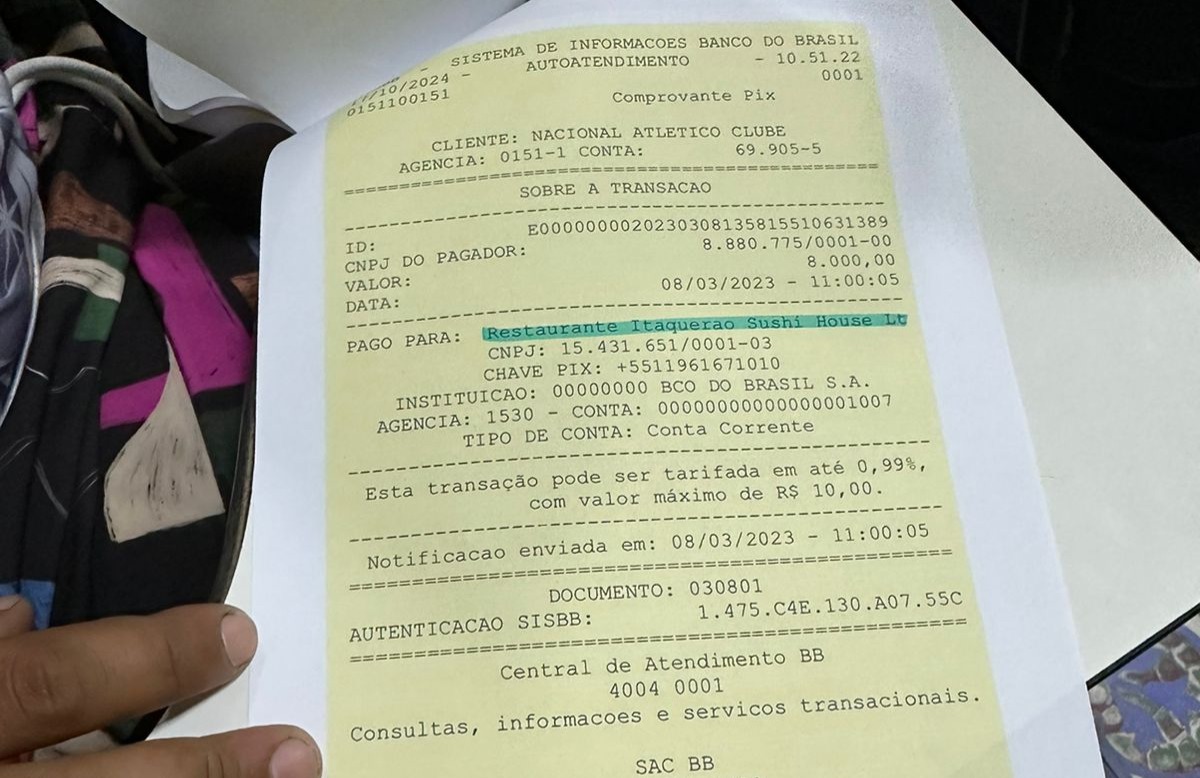 - SISTEMA DE INFORMACOES BANCO DO BRASIL
/10/2024 - AUTOATENDIMENTO - 10.51.22
0151100151 0001
Comprovante Pix
CLIENTE: NACIONAL ATLETICO CLUBE
AGENCIA: 0151-1 CONTA: 69.905-5
================================================
SOBRE A TRANSACAO
------------------------------------------------
ID: E0000000020230308135815510631389
CNPJ DO PAGADOR: 8.880.775/0001-00
VALOR: 8.000,00
DATA: 08/03/2023 - 11:00:05
------------------------------------------------
PAGO PARA: Restaurante Itaquerao Sushi House Lt
CNPJ: 15.431.651/0001-03
CHAVE PIX: +5511961671010
INSTITUICAO: 00000000 BCO DO BRASIL S.A.
AGENCIA: 1530 - CONTA: 00000000000000001007
TIPO DE CONTA: Conta Corrente
------------------------------------------------
Esta transação pode ser tarifada em até 0,99%,
com valor máximo de R$ 10,00.
------------------------------------------------
Notificacao enviada em: 08/03/2023 - 11:00:05
================================================
DOCUMENTO: 030801
AUTENTICACAO SISBB: 1.475.C4E.130.A07.55C
================================================
Central de Atendimento BB
4004 0001
Consultas, informacoes e servicos transacionais.
SAC BB